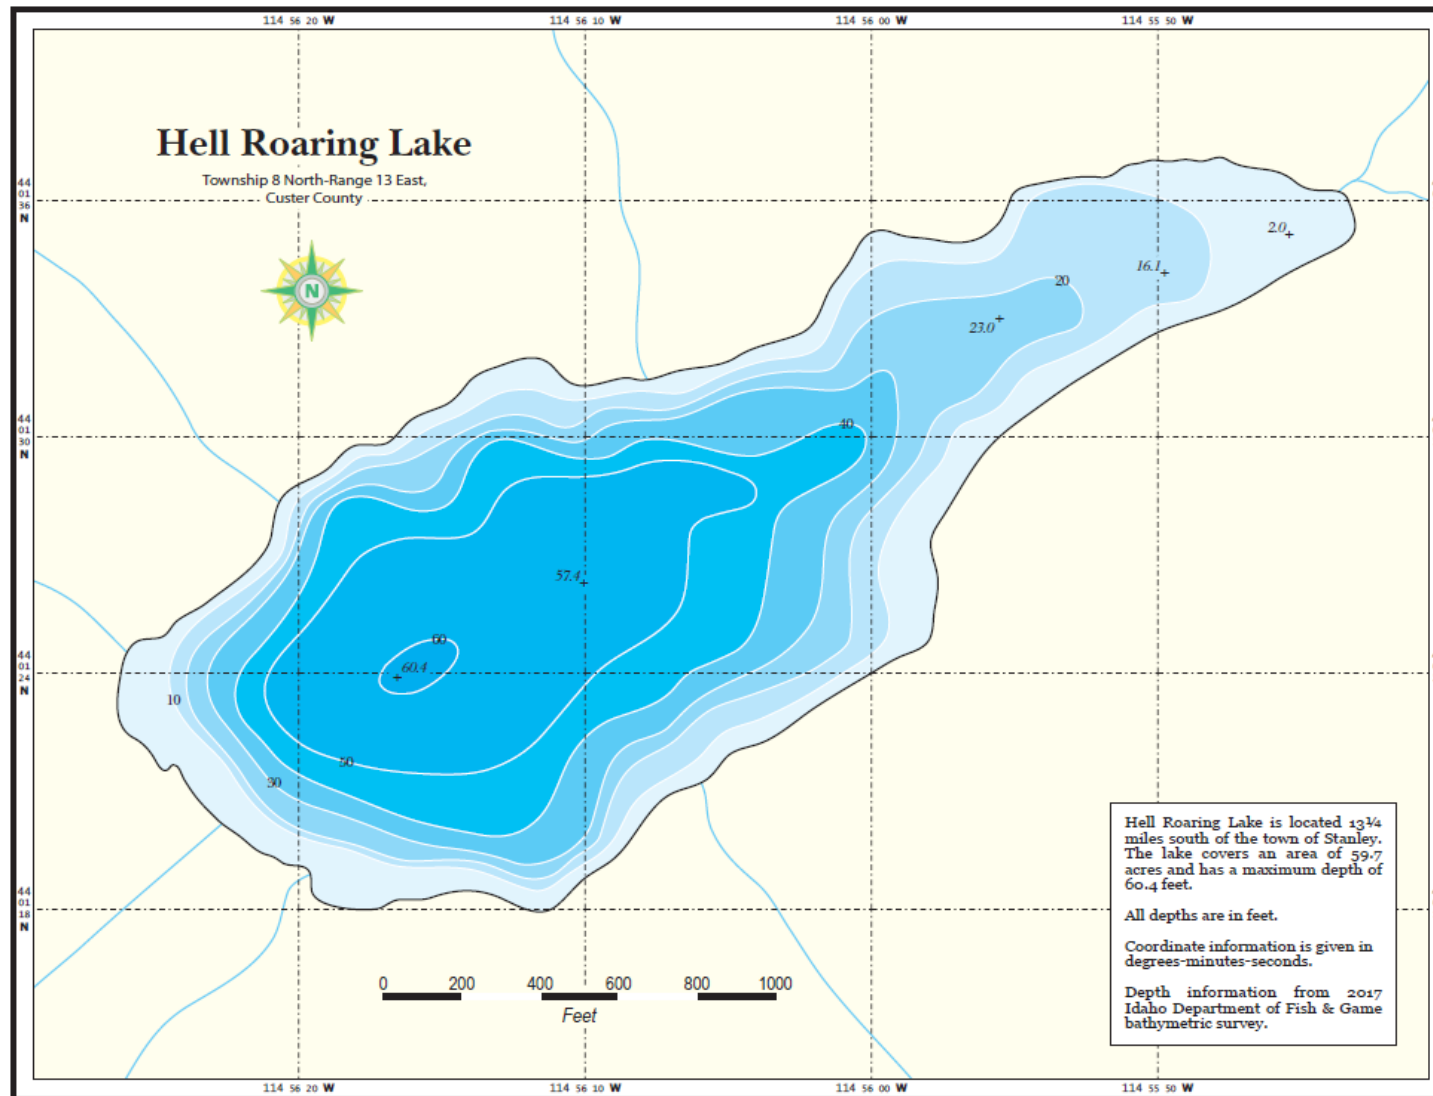 114 56 20 W
114 56 10 W
114 56 00 W
114 55 50 W
Hell Roaring Lake
Township 8 North-Range 13 East,
Custer County
44
01
36
N
N
2.0
16.1
20
23.0
44
01
30
N
40
57.4
60
60.4
44
01
24
N
10
50
30
Hell Roaring Lake is located 13¼
miles south of the town of Stanley.
The lake covers an area of 59.7
acres and has a maximum depth of
60.4 feet.
All depths are in feet.
Coordinate information is given in
degrees-minutes-seconds.
Depth information from 2017
Idaho Department of Fish & Game
bathymetric survey.
44
01
18
N
0 200 400 600 800 1000
Feet
114 56 20 W
114 56 10 W
114 56 00 W
114 55 50 W